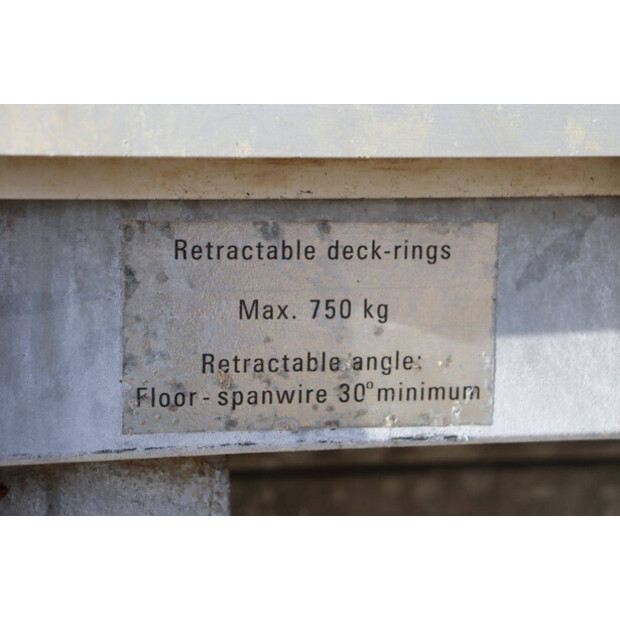 Retractable deck-rings
Max. 750 kg
Retractable angle:
Floor - spanwire 30° minimum